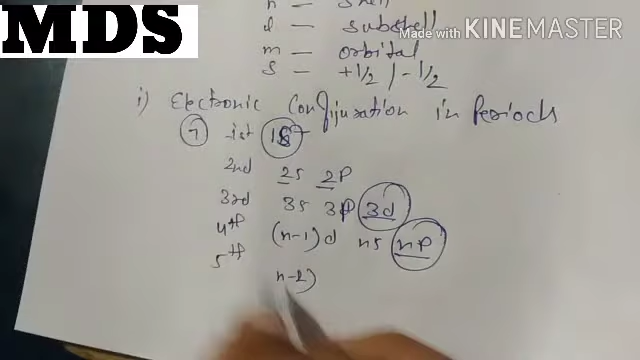 MDS
n — Shell
Made with KINEMASTER
l — subshell
m — orbital
S — +1/2 / -1/2
i) Electronic Configuration in Periods
7 1st 1S
2nd 2s 2p
3rd 3s 3p 3d
4th (n-1)d ns np
5th
n-2)